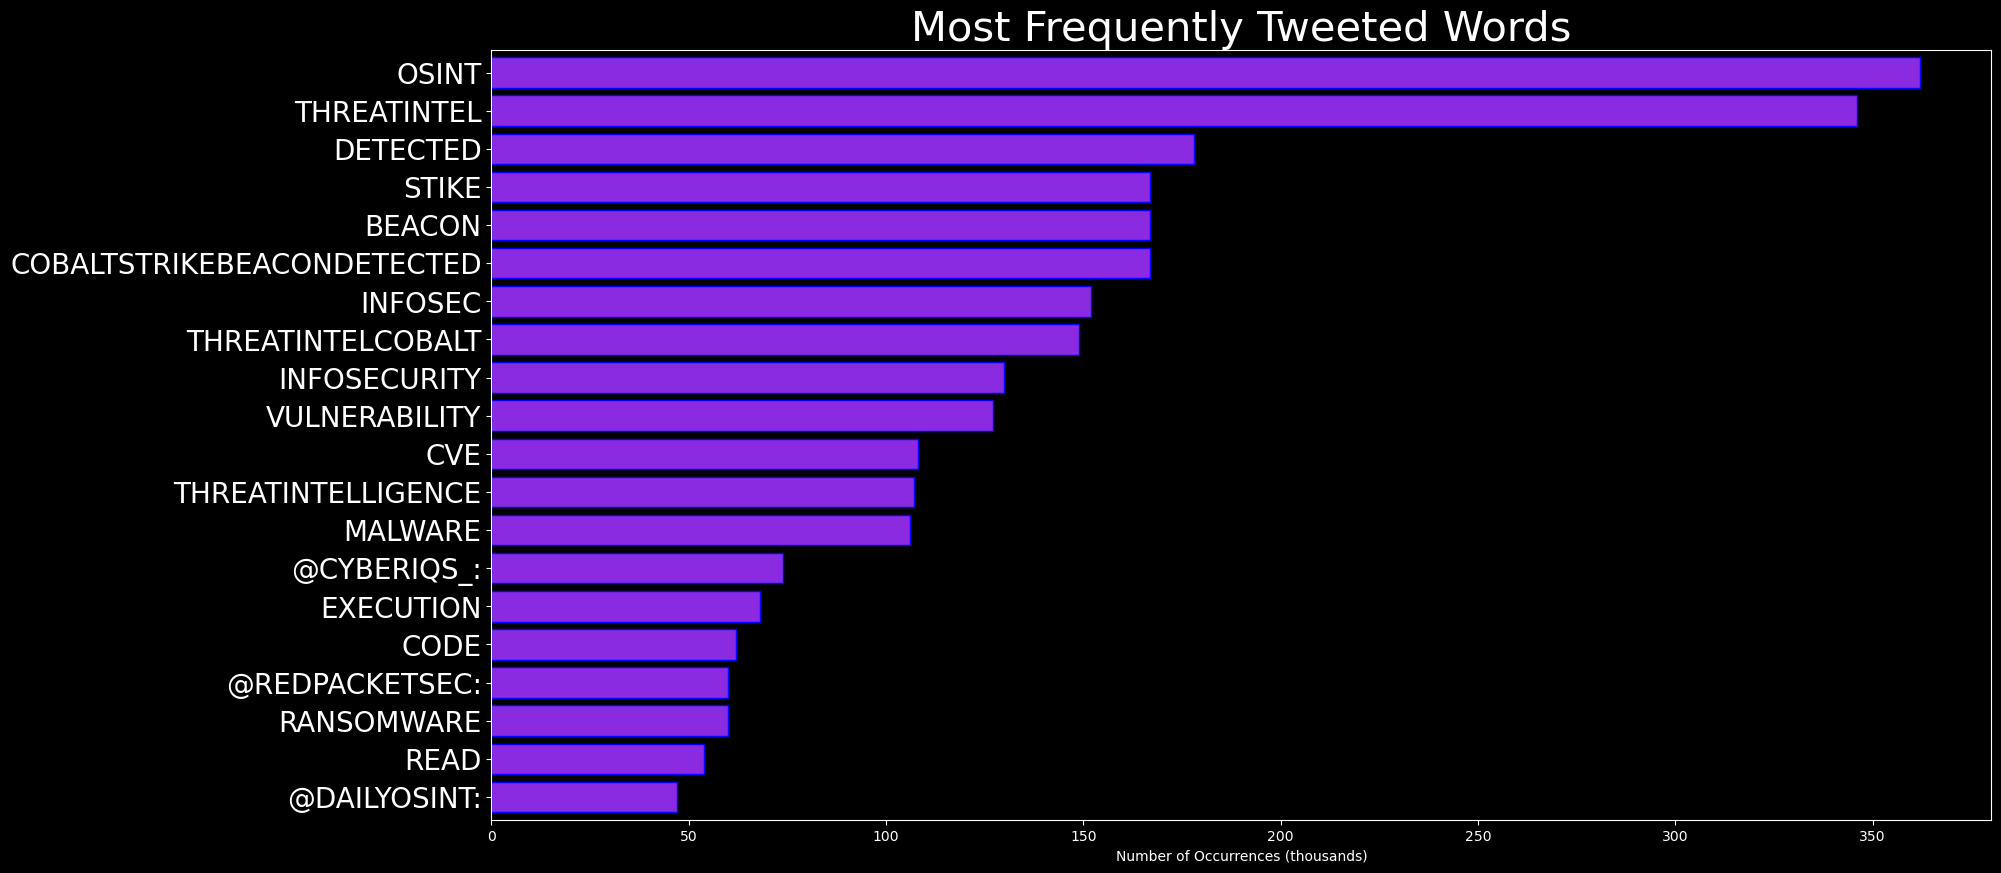 Most Frequently Tweeted Words
OSINT
THREATINTEL
DETECTED
STIKE
BEACON
COBALTSTRIKEBEACONDETECTED
INFOSEC
THREATINTELCOBALT
INFOSECURITY
VULNERABILITY
CVE
THREATINTELLIGENCE
MALWARE
@CYBERIQS_:
EXECUTION
CODE
@REDPACKETSEC:
RANSOMWARE
READ
@DAILYOSINT:
0 50 100 150 200 250 300 350
Number of Occurrences (thousands)